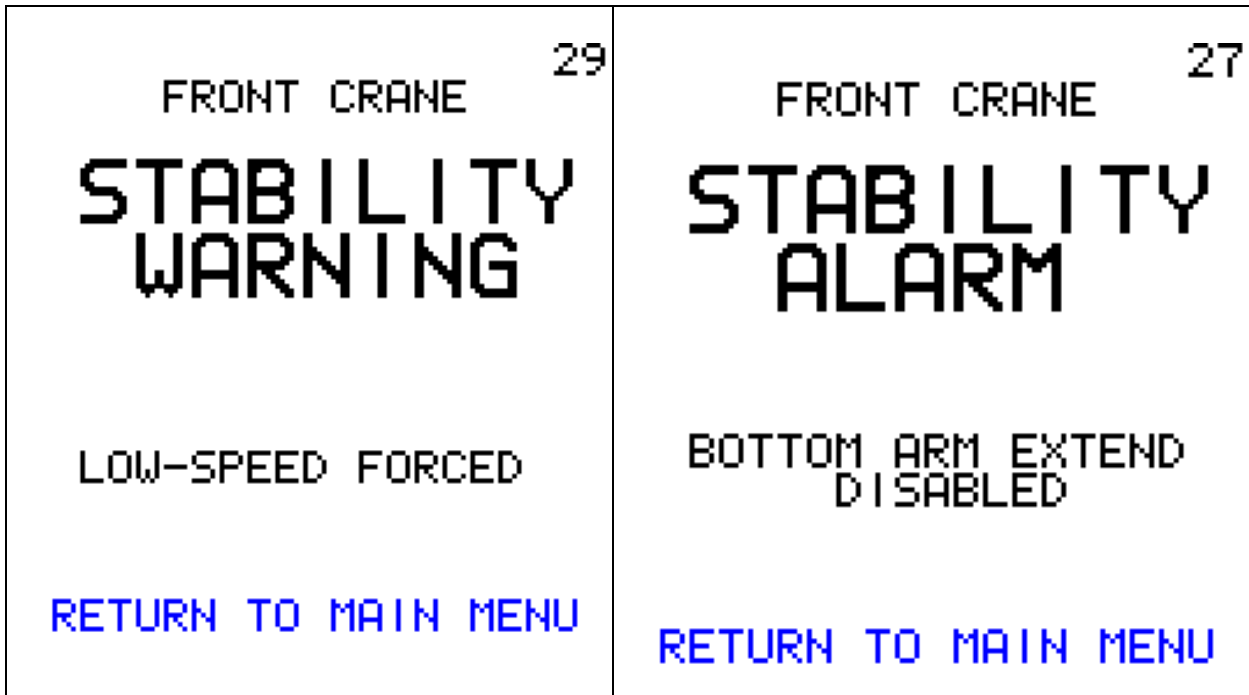 29
FRONT CRANE
STABILITY
WARNING
LOW-SPEED FORCED
RETURN TO MAIN MENU
27
FRONT CRANE
STABILITY
ALARM
BOTTOM ARM EXTEND
DISABLED
RETURN TO MAIN MENU